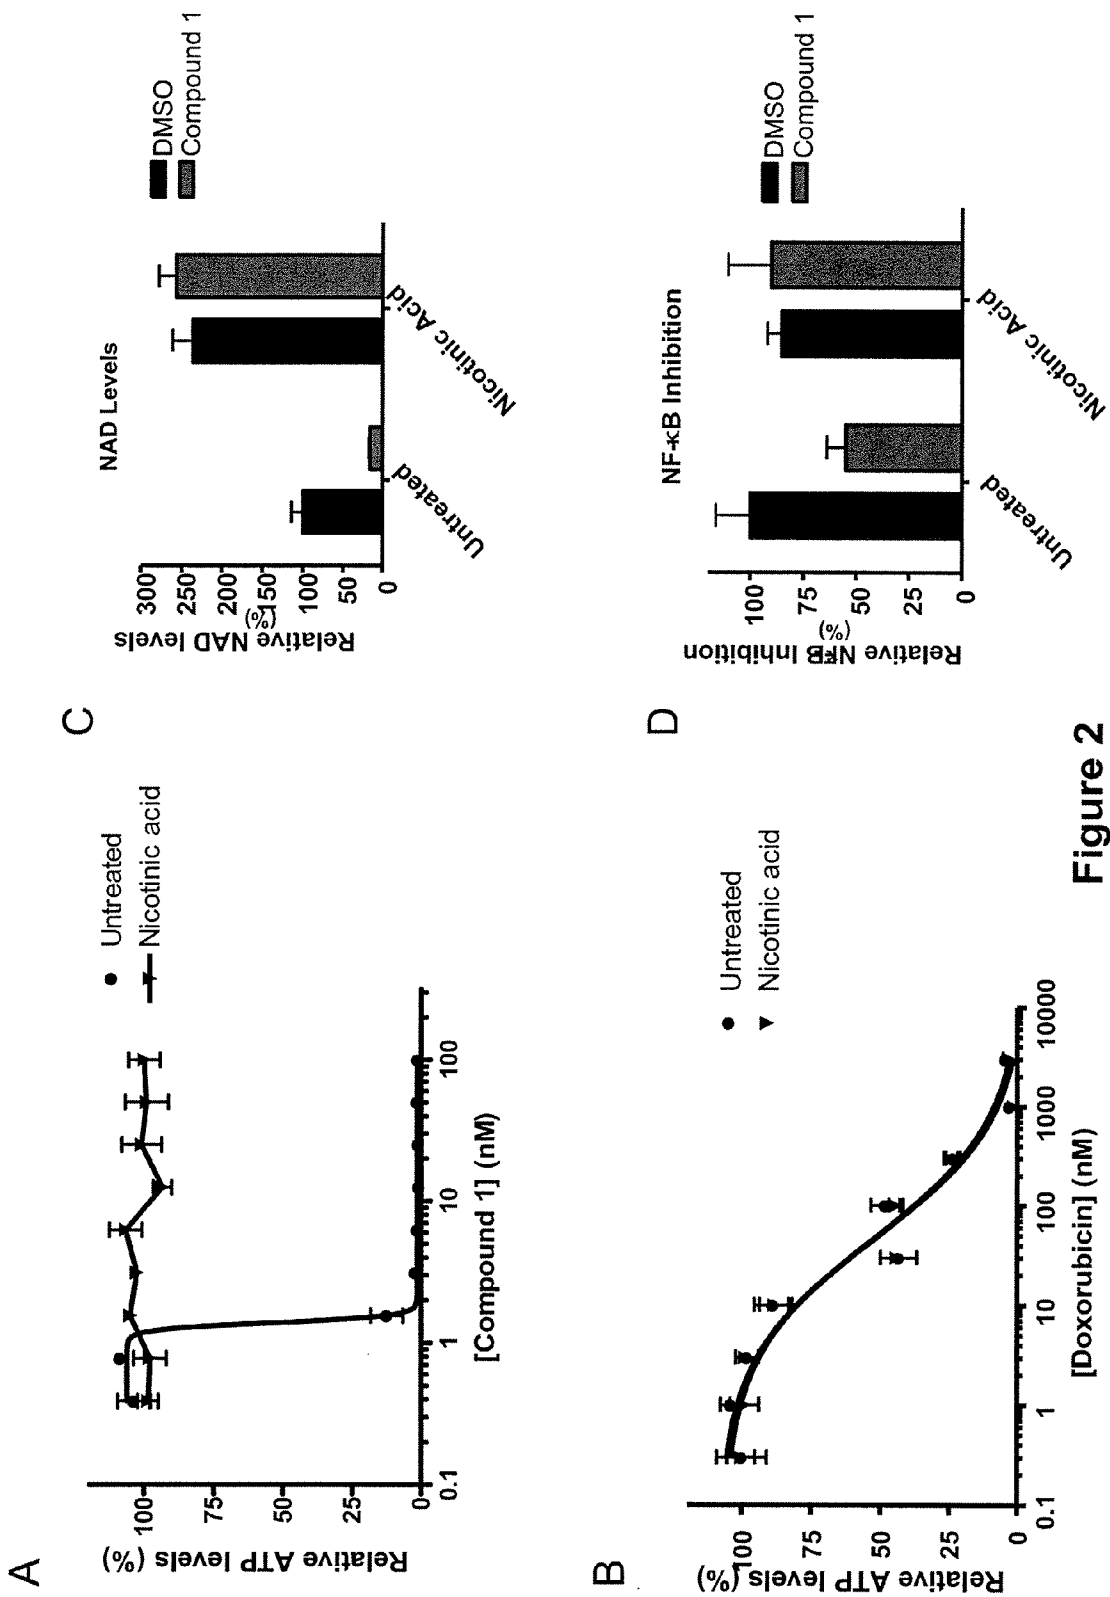 A
Relative ATP levels (%)
100
75
50
25
0
0.1
1
10
100
[Compound 1] (nM)
Untreated
Nicotinic acid
B
Relative ATP levels (%)
100
75
50
25
0
0.1
1
10
100
1000
10000
[Doxorubicin] (nM)
Untreated
Nicotinic acid
C
NAD Levels
Relative NAD levels
(%)
300
250
200
150
100
50
0
Untreated
Nicotinic Acid
DMSO
Compound 1
D
NF-κB Inhibition
Relative NFB Inhibition
(%)
100
75
50
25
0
Untreated
Nicotinic Acid
DMSO
Compound 1
Figure 2